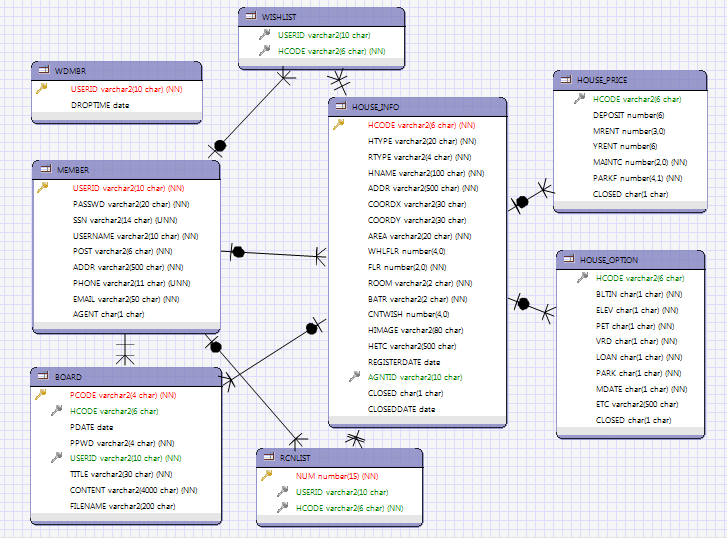 WISHLIST
USERID varchar2(10 char)
HCODE varchar2(6 char) (NN)
WDMBR
USERID varchar2(10 char) (NN)
DROPTIME date
MEMBER
USERID varchar2(10 char) (NN)
PASSWD varchar2(20 char) (NN)
SSN varchar2(14 char) (UNN)
USERNAME varchar2(10 char) (NN)
POST varchar2(6 char) (NN)
ADDR varchar2(500 char) (NN)
PHONE varchar2(11 char) (UNN)
EMAIL varchar2(50 char) (NN)
AGENT char(1 char)
BOARD
PCODE varchar2(4 char) (NN)
HCODE varchar2(6 char)
PDATE date
PPWD varchar2(4 char) (NN)
USERID varchar2(10 char) (NN)
TITLE varchar2(30 char) (NN)
CONTENT varchar2(4000 char) (NN)
FILENAME varchar2(200 char)
HOUSE_INFO
HCODE varchar2(6 char) (NN)
HTYPE varchar2(20 char) (NN)
RTYPE varchar2(4 char) (NN)
HNAME varchar2(100 char) (NN)
ADDR varchar2(500 char) (NN)
COORDX varchar2(30 char)
COORDY varchar2(30 char)
AREA varchar2(20 char) (NN)
WHLFLR number(4,0)
FLR number(2,0) (NN)
ROOM varchar2(2 char) (NN)
BATR varchar2(2 char) (NN)
CNTWISH number(4,0)
HIMAGE varchar2(80 char)
HETC varchar2(500 char)
REGISTERDATE date
AGNTID varchar2(10 char)
CLOSED char(1 char)
CLOSEDDATE date
RCNLIST
NUM number(15) (NN)
USERID varchar2(10 char)
HCODE varchar2(6 char) (NN)
HOUSE_PRICE
HCODE varchar2(6 char)
DEPOSIT number(6)
MRENT number(3,0)
YRENT number(6)
MAINTC number(2,0) (NN)
PARKF number(4,1) (NN)
CLOSED char(1 char)
HOUSE_OPTION
HCODE varchar2(6 char)
BLTIN char(1 char) (NN)
ELEV char(1 char) (NN)
PET char(1 char) (NN)
VRD char(1 char) (NN)
LOAN char(1 char) (NN)
PARK char(1 char) (NN)
MDATE char(1 char) (NN)
ETC varchar2(500 char)
CLOSED char(1 char)